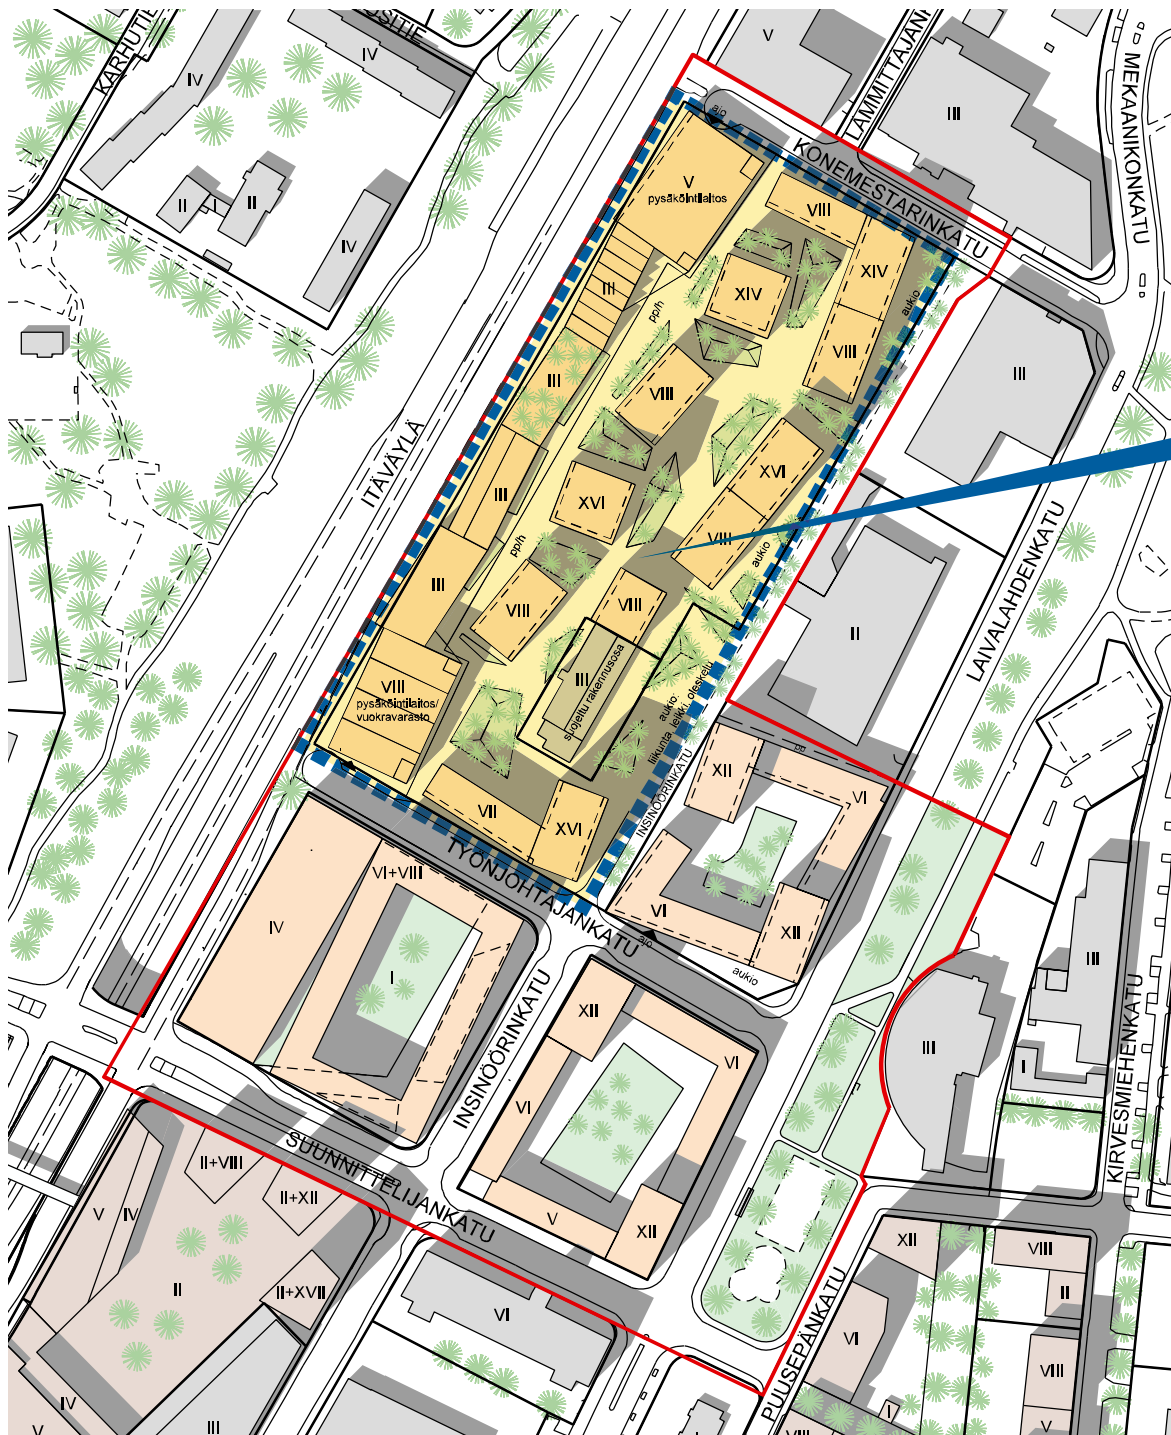 KARHUTIE
OSITIE
IV
IV
II
I
II
IV
V
LÄMMITTÄJÄNK
III
MEKAANIKONKATU
ajo
KONEMESTARINKATU
V
pysäköintilaitos
VIII
XIV
III
XIV
aukio
pp/h
VIII
III
III
VIII
ITÄVÄYLÄ
XVI
III
XVI
VIII
pp/h
aukio
III
VIII
VIII
II
LAIVALAHDENKATU
III
suojeltu rakennusosa
VIII
pysäköintilaitos/
vuokravarasto
aukio:
liikunta, leikki, oleskelu
INSINÖÖRINKATU
pp
XII
VI
VII
XVI
TYÖNJOHTAJANKATU
VI+VIII
IV
I
VI
XII
ajo
aukio
INSINÖÖRINKATU
XII
VI
VI
V
XII
III
III
I
KIRVESMIEHENKATU
SUUNNITTELIJANKATU
II+VIII
II+XII
V
IV
II
II+XVII
VI
PUUSEPÄNKATU
XII
VIII
II
VI
VIII
IV
V
III
I
I
VIII
V